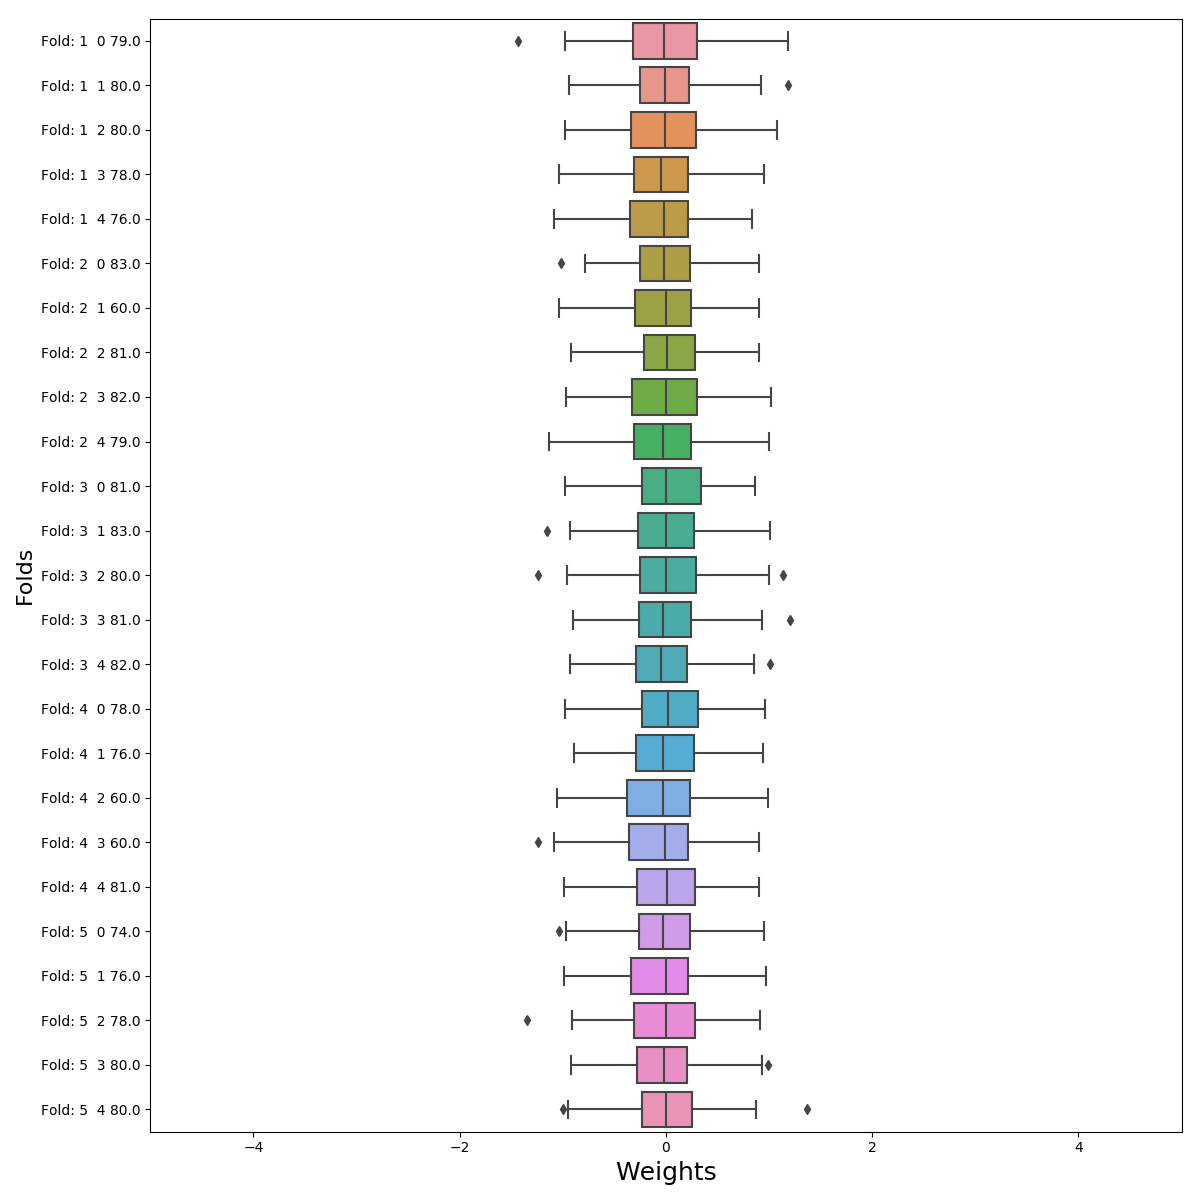 Fold: 1  0 79.0
Fold: 1  1 80.0
Fold: 1  2 80.0
Fold: 1  3 78.0
Fold: 1  4 76.0
Fold: 2  0 83.0
Fold: 2  1 60.0
Fold: 2  2 81.0
Fold: 2  3 82.0
Fold: 2  4 79.0
Fold: 3  0 81.0
Fold: 3  1 83.0
Fold: 3  2 80.0
Fold: 3  3 81.0
Fold: 3  4 82.0
Fold: 4  0 78.0
Fold: 4  1 76.0
Fold: 4  2 60.0
Fold: 4  3 60.0
Fold: 4  4 81.0
Fold: 5  0 74.0
Fold: 5  1 76.0
Fold: 5  2 78.0
Fold: 5  3 80.0
Fold: 5  4 80.0
Folds
−4 −2 0 2 4
Weights